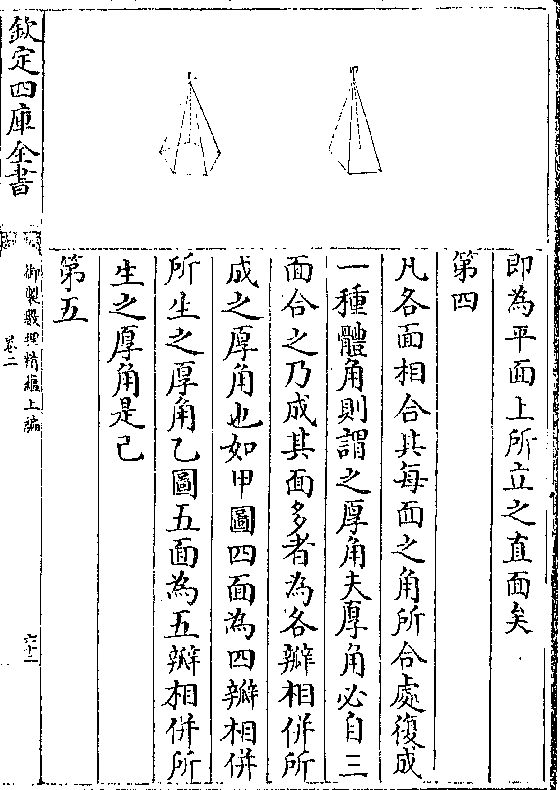 即為平面上所立之直面矣
第四
凡各面相合其每面之角所合處復成
一種體角則謂之厚角夫厚角必自三
面合之乃成其面多者為各瓣相併所
成之厚角也如甲圖四面為四瓣相併
所生之厚角乙圖五面為五瓣相併所
生之厚角是已
第五
欽定四庫全書
御製數理精蘊上編
卷二
六十二